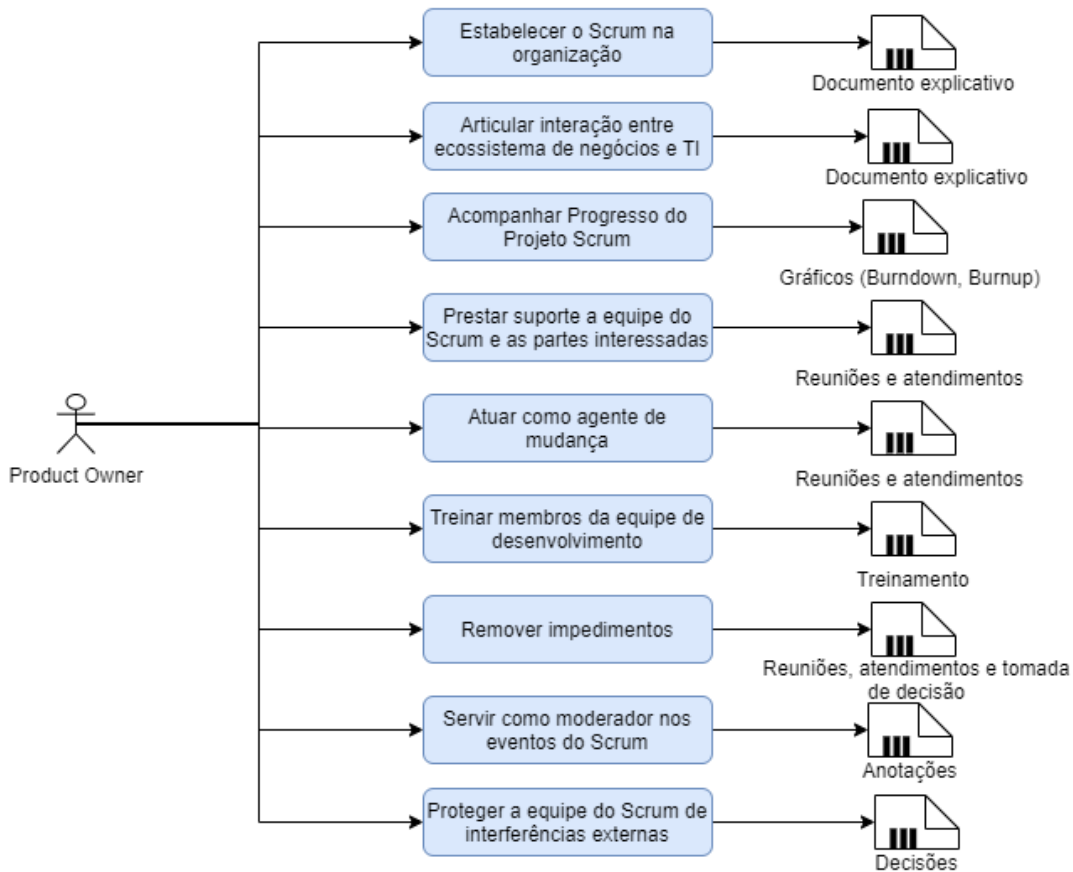 Estabelecer o Scrum na
organização
Documento explicativo
Articular interação entre
ecossistema de negócios e TI
Documento explicativo
Acompanhar Progresso do
Projeto Scrum
Gráficos (Burndown, Burnup)
Prestar suporte a equipe do
Scrum e as partes interessadas
Reuniões e atendimentos
Atuar como agente de
mudança
Reuniões e atendimentos
Product Owner
Treinar membros da equipe de
desenvolvimento
Treinamento
Remover impedimentos
Reuniões, atendimentos e tomada
de decisão
Servir como moderador nos
eventos do Scrum
Anotações
Proteger a equipe do Scrum de
interferências externas
Decisões